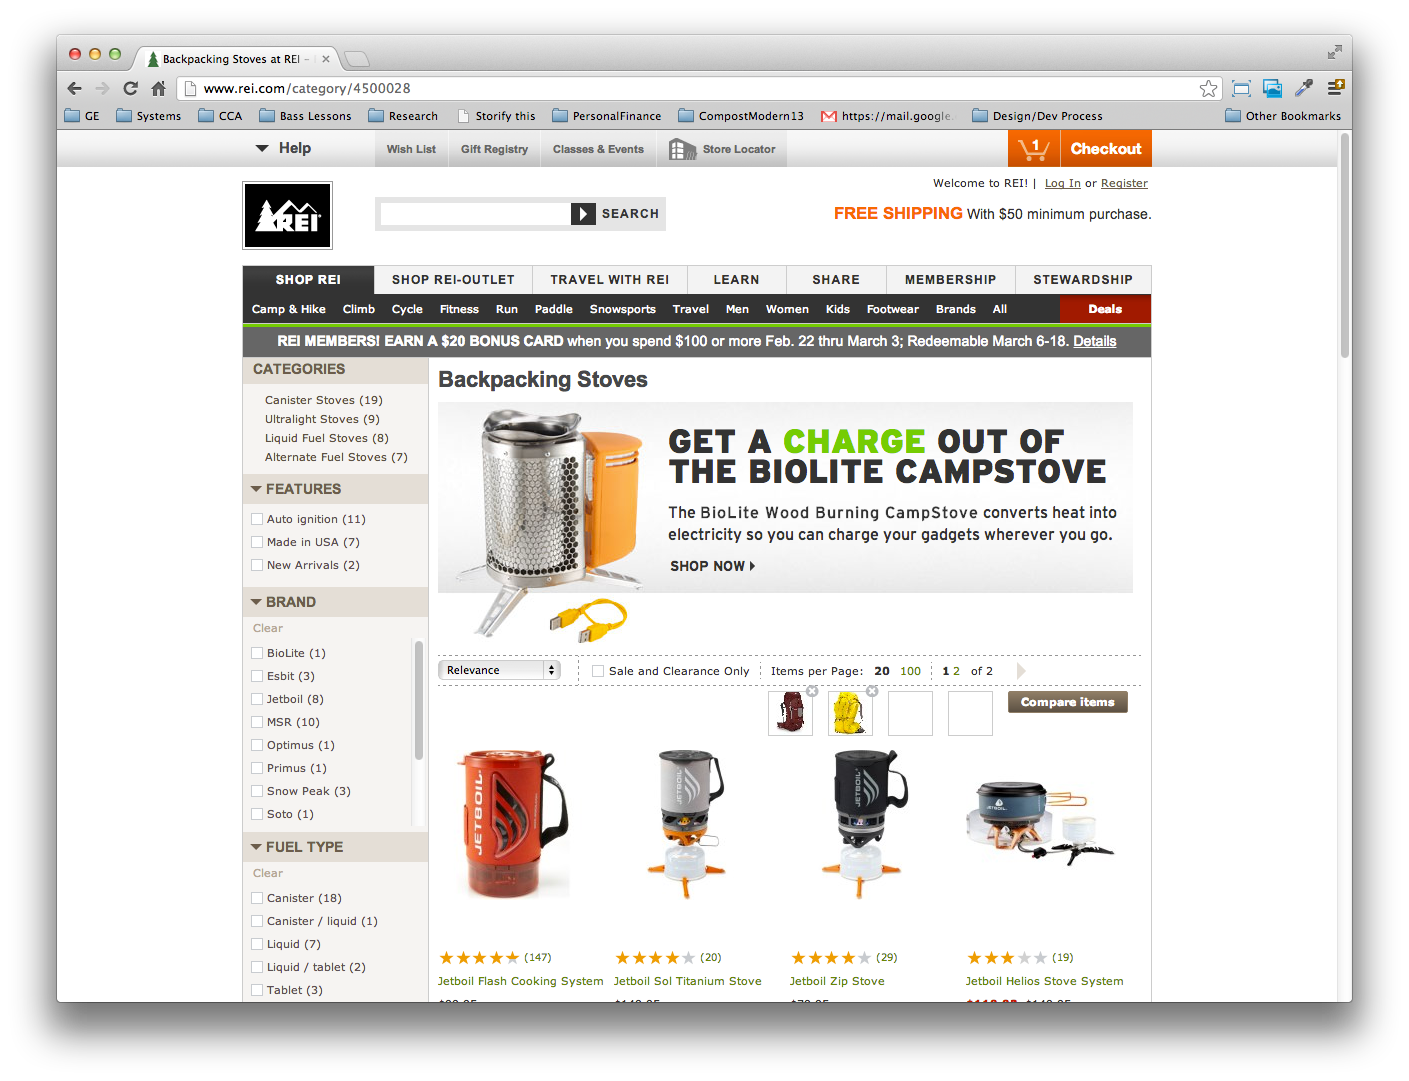 Backpacking Stoves at REI –
www.rei.com/category/4500028
GE Systems CCA Bass Lessons Research Storify this PersonalFinance CompostModern13 https://mail.google. Design/Dev Process Other Bookmarks
Help Wish List Gift Registry Classes & Events Store Locator 1 Checkout
Welcome to REI! | Log In or Register
REI
SEARCH
FREE SHIPPING With $50 minimum purchase.
SHOP REI SHOP REI-OUTLET TRAVEL WITH REI LEARN SHARE MEMBERSHIP STEWARDSHIP
Camp & Hike Climb Cycle Fitness Run Paddle Snowsports Travel Men Women Kids Footwear Brands All Deals
REI MEMBERS! EARN A $20 BONUS CARD when you spend $100 or more Feb. 22 thru March 3; Redeemable March 6-18. Details
CATEGORIES
Canister Stoves (19)
Ultralight Stoves (9)
Liquid Fuel Stoves (8)
Alternate Fuel Stoves (7)
FEATURES
Auto ignition (11)
Made in USA (7)
New Arrivals (2)
BRAND
Clear
BioLite (1)
Esbit (3)
Jetboil (8)
MSR (10)
Optimus (1)
Primus (1)
Snow Peak (3)
Soto (1)
FUEL TYPE
Clear
Canister (18)
Canister / liquid (1)
Liquid (7)
Liquid / tablet (2)
Tablet (3)
Backpacking Stoves
GET A CHARGE OUT OF
THE BIOLITE CAMPSTOVE
The BioLite Wood Burning CampStove converts heat into
electricity so you can charge your gadgets wherever you go.
SHOP NOW
Relevance Sale and Clearance Only Items per Page: 20 100 1 2 of 2
Compare items
JETBOIL JETBOIL JETBOIL JETBOIL
(147) (20) (29) (19)
Jetboil Flash Cooking System Jetboil Sol Titanium Stove Jetboil Zip Stove Jetboil Helios Stove System